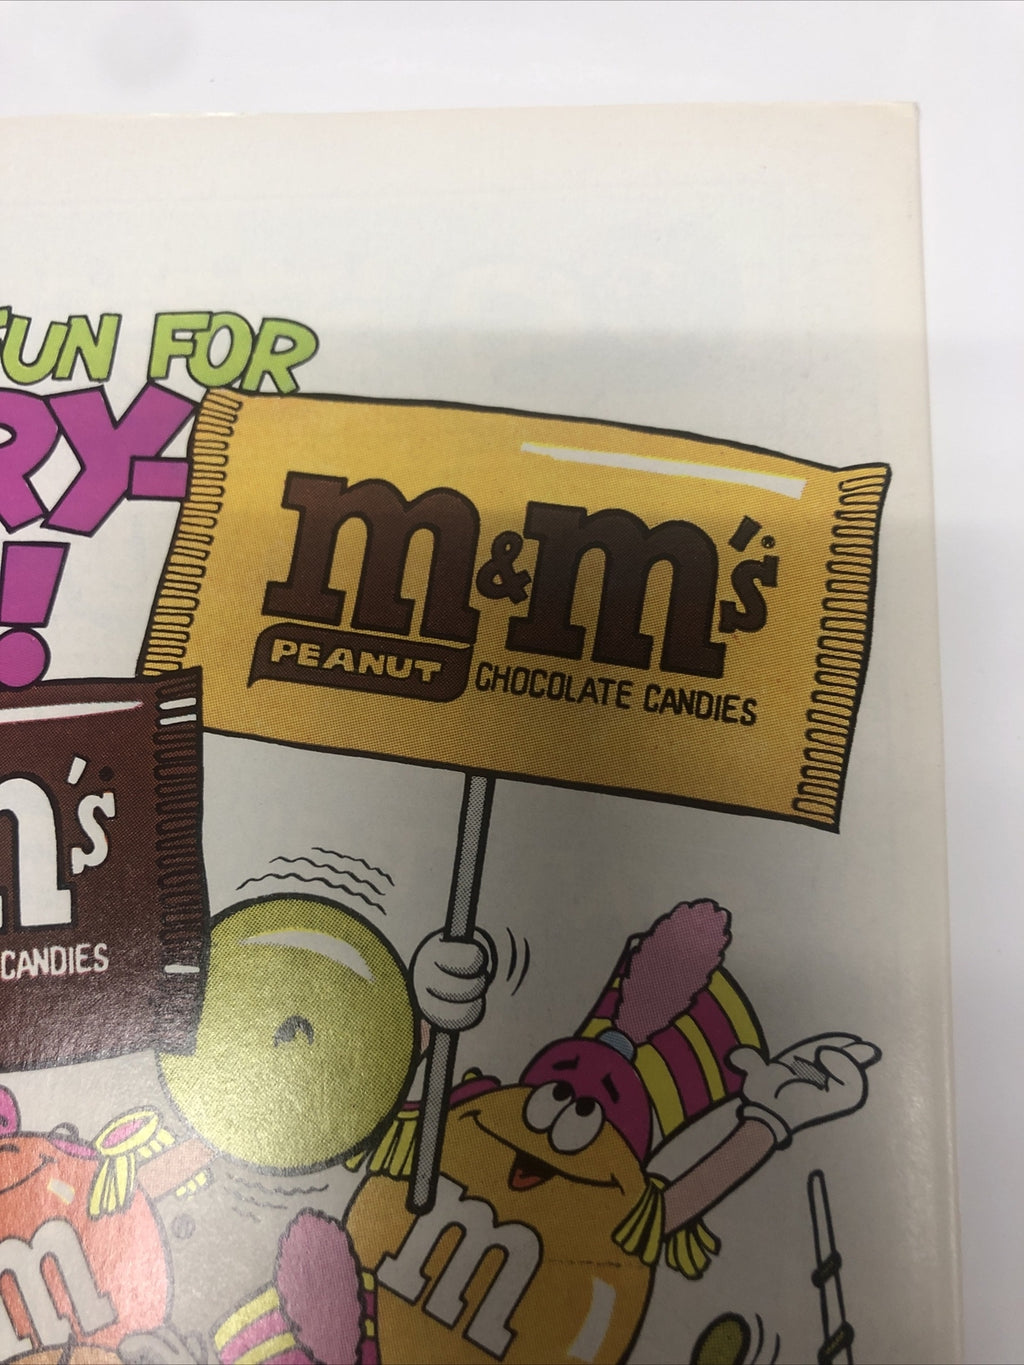 FUN FOR
RY-
!
m&m's
PEANUT
CHOCOLATE CANDIES
m's
CANDIES
m
m